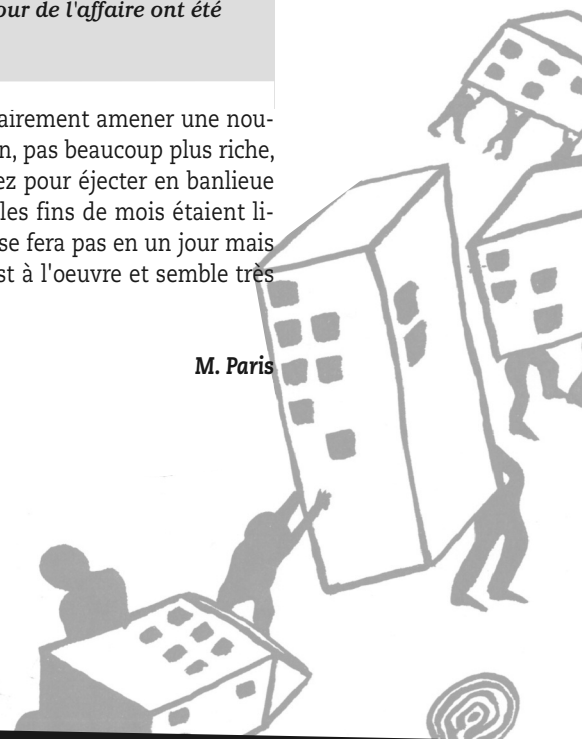 our de l'affaire ont été
airement amener une nou-
n, pas beaucoup plus riche,
ez pour éjecter en banlieue
les fins de mois étaient li-
se fera pas en un jour mais
st à l'oeuvre et semble très
M. Paris